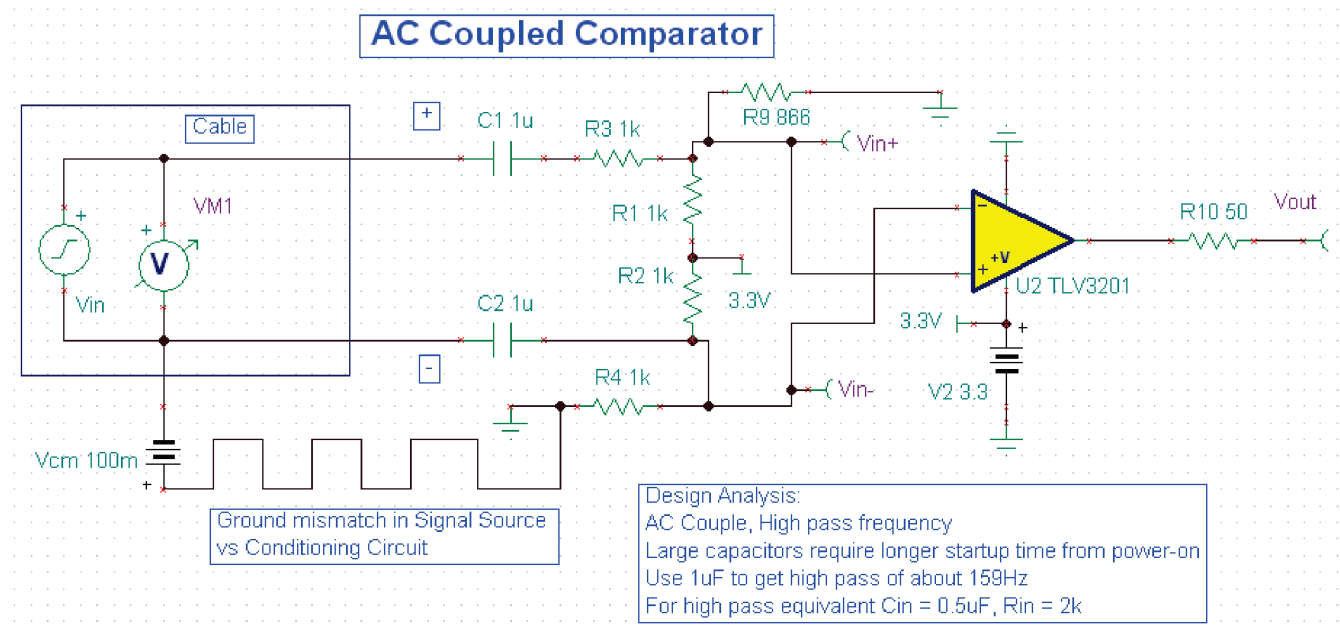 AC Coupled Comparator
Cable
+
C1 1u
R3 1k
R9 866
Vin+
VM1
+
+
V
Vin
R1 1k
R2 1k
3.3V
C2 1u
-
R4 1k
Vin-
−
+
+V
U2 TLV3201
R10 50
Vout
3.3V
+
V2 3.3
Vcm 100m
+
Ground mismatch in Signal Source
vs Conditioning Circuit
Design Analysis:
AC Couple, High pass frequency
Large capacitors require longer startup time from power-on
Use 1uF to get high pass of about 159Hz
For high pass equivalent Cin = 0.5uF, Rin = 2k